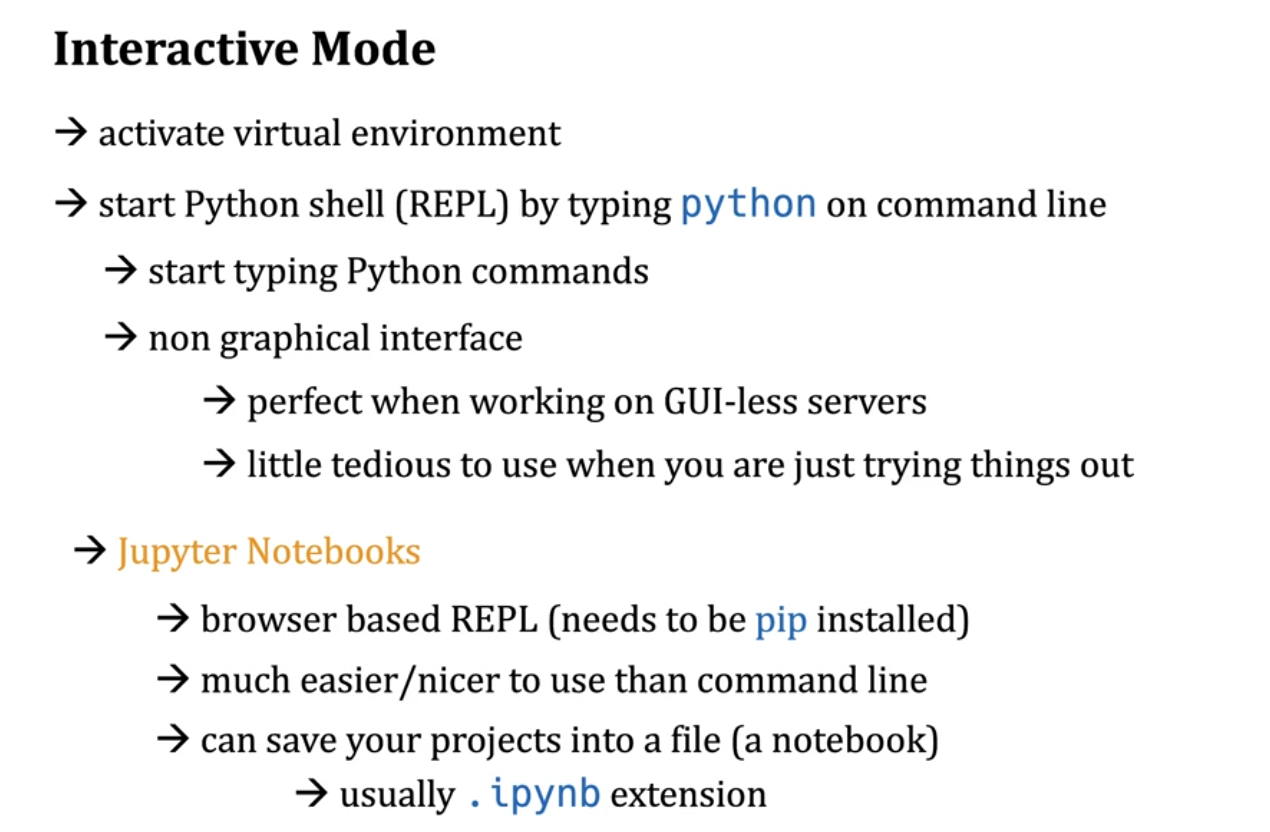 Interactive Mode
→ activate virtual environment
→ start Python shell (REPL) by typing python on command line
→ start typing Python commands
→ non graphical interface
→ perfect when working on GUI-less servers
→ little tedious to use when you are just trying things out
→ Jupyter Notebooks
→ browser based REPL (needs to be pip installed)
→ much easier/nicer to use than command line
→ can save your projects into a file (a notebook)
→ usually .ipynb extension